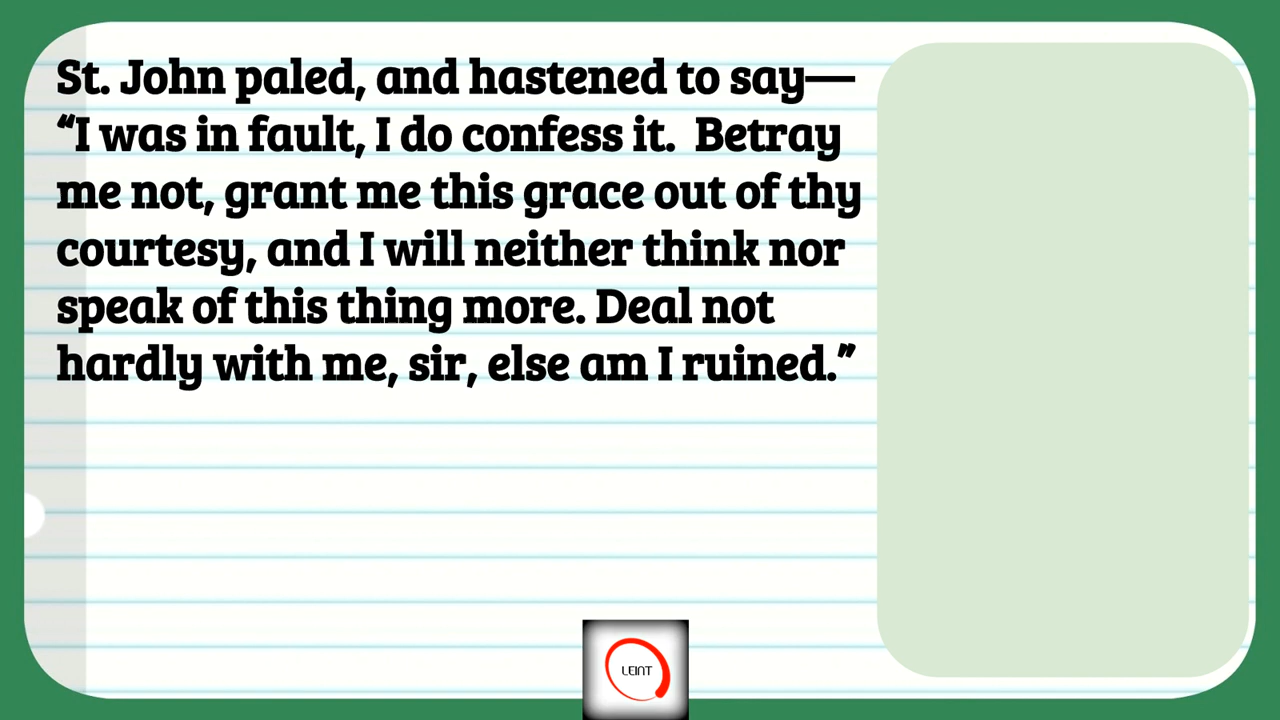 St. John paled, and hastened to say—
“I was in fault, I do confess it.  Betray
me not, grant me this grace out of thy
courtesy, and I will neither think nor
speak of this thing more. Deal not
hardly with me, sir, else am I ruined.”
LEINT